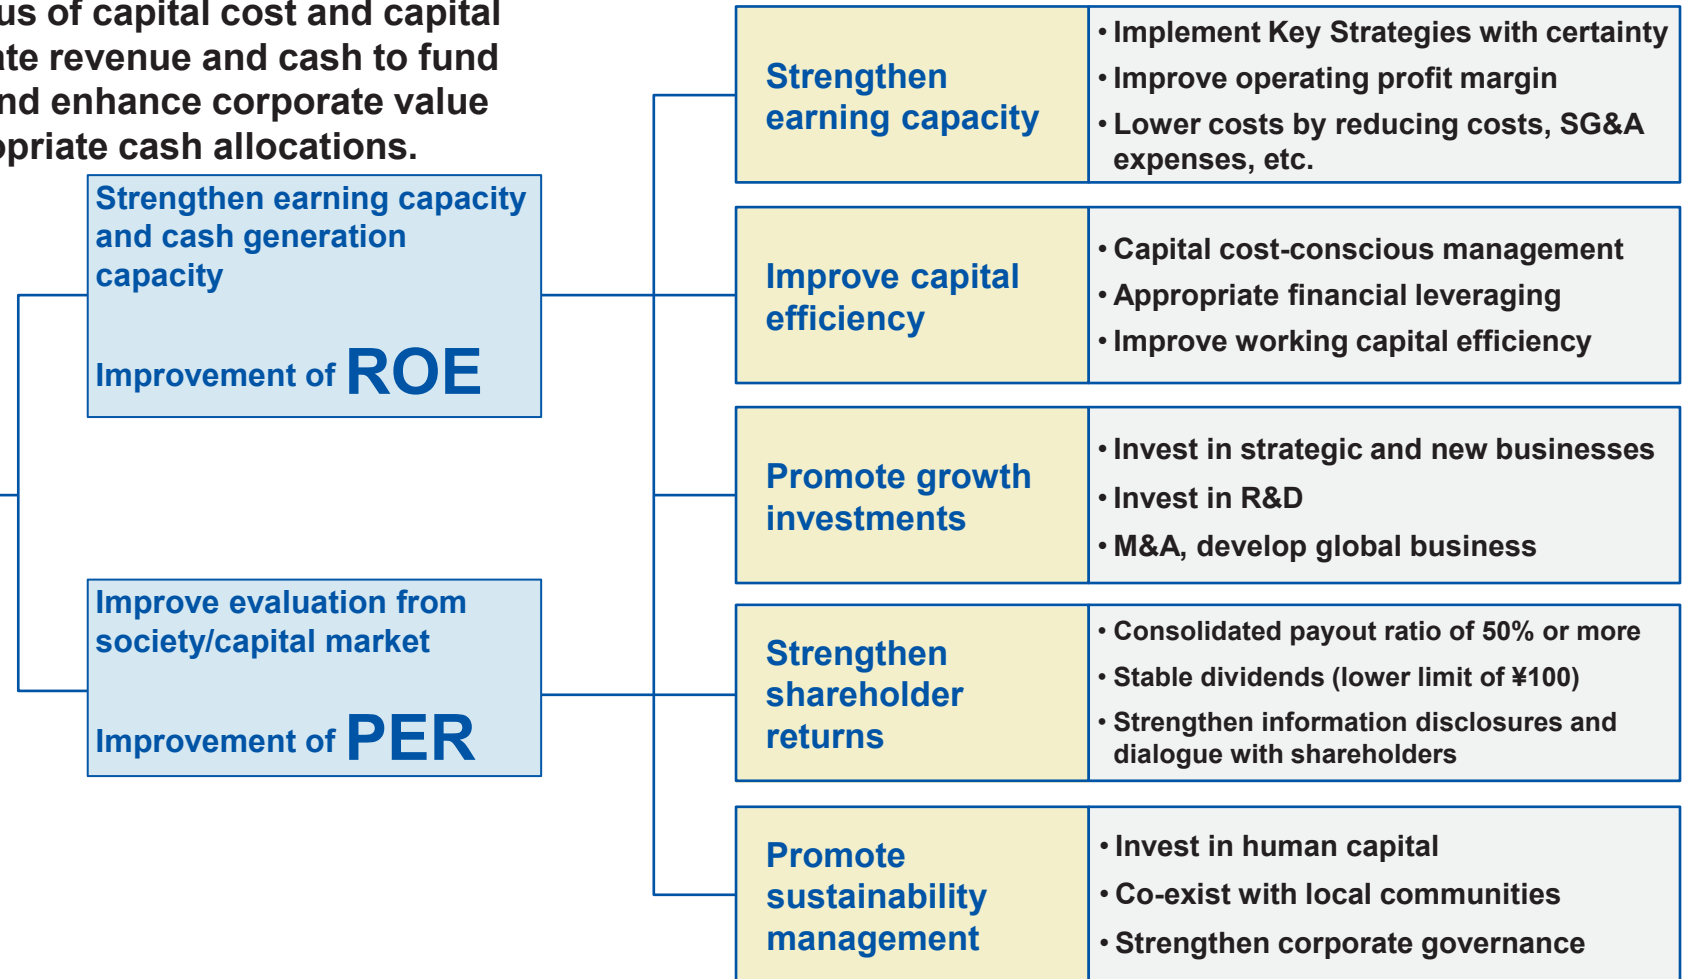 us of capital cost and capital
ate revenue and cash to fund
nd enhance corporate value
opriate cash allocations.
Strengthen earning capacity
and cash generation
capacity
Improvement of ROE
Improve evaluation from
society/capital market
Improvement of PER
Strengthen
earning capacity
• Implement Key Strategies with certainty
• Improve operating profit margin
• Lower costs by reducing costs, SG&A
expenses, etc.
Improve capital
efficiency
• Capital cost-conscious management
• Appropriate financial leveraging
• Improve working capital efficiency
Promote growth
investments
• Invest in strategic and new businesses
• Invest in R&D
• M&A, develop global business
Strengthen
shareholder
returns
• Consolidated payout ratio of 50% or more
• Stable dividends (lower limit of ¥100)
• Strengthen information disclosures and
dialogue with shareholders
Promote
sustainability
management
• Invest in human capital
• Co-exist with local communities
• Strengthen corporate governance